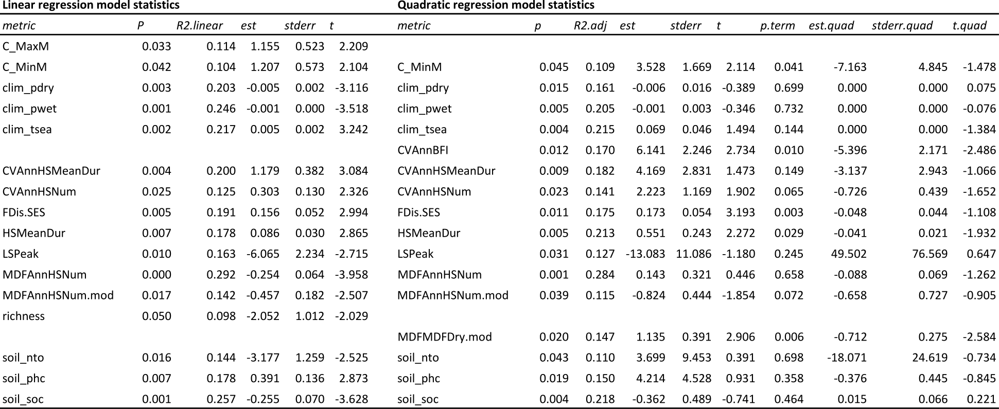 Linear regression model statistics Quadratic regression model statistics
metric P R2.linear est stderr t metric p R2.adj est stderr t p.term est.quad stderr.quad t.quad
C_MaxM 0.033 0.114 1.155 0.523 2.209
C_MinM 0.042 0.104 1.207 0.573 2.104 C_MinM 0.045 0.109 3.528 1.669 2.114 0.041 -7.163 4.845 -1.478
clim_pdry 0.003 0.203 -0.005 0.002 -3.116 clim_pdry 0.015 0.161 -0.006 0.016 -0.389 0.699 0.000 0.000 0.075
clim_pwet 0.001 0.246 -0.001 0.000 -3.518 clim_pwet 0.005 0.205 -0.001 0.003 -0.346 0.732 0.000 0.000 -0.076
clim_tsea 0.002 0.217 0.005 0.002 3.242 clim_tsea 0.004 0.215 0.069 0.046 1.494 0.144 0.000 0.000 -1.384
CVAnnBFI 0.012 0.170 6.141 2.246 2.734 0.010 -5.396 2.171 -2.486
CVAnnHSMeanDur 0.004 0.200 1.179 0.382 3.084 CVAnnHSMeanDur 0.009 0.182 4.169 2.831 1.473 0.149 -3.137 2.943 -1.066
CVAnnHSNum 0.025 0.125 0.303 0.130 2.326 CVAnnHSNum 0.023 0.141 2.223 1.169 1.902 0.065 -0.726 0.439 -1.652
FDis.SES 0.005 0.191 0.156 0.052 2.994 FDis.SES 0.011 0.175 0.173 0.054 3.193 0.003 -0.048 0.044 -1.108
HSMeanDur 0.007 0.178 0.086 0.030 2.865 HSMeanDur 0.005 0.213 0.551 0.243 2.272 0.029 -0.041 0.021 -1.932
LSPeak 0.010 0.163 -6.065 2.234 -2.715 LSPeak 0.031 0.127 -13.083 11.086 -1.180 0.245 49.502 76.569 0.647
MDFAnnHSNum 0.000 0.292 -0.254 0.064 -3.958 MDFAnnHSNum 0.001 0.284 0.143 0.321 0.446 0.658 -0.088 0.069 -1.262
MDFAnnHSNum.mod 0.017 0.142 -0.457 0.182 -2.507 MDFAnnHSNum.mod 0.039 0.115 -0.824 0.444 -1.854 0.072 -0.658 0.727 -0.905
richness 0.050 0.098 -2.052 1.012 -2.029
MDFMDFDry.mod 0.020 0.147 1.135 0.391 2.906 0.006 -0.712 0.275 -2.584
soil_nto 0.016 0.144 -3.177 1.259 -2.525 soil_nto 0.043 0.110 3.699 9.453 0.391 0.698 -18.071 24.619 -0.734
soil_phc 0.007 0.178 0.391 0.136 2.873 soil_phc 0.019 0.150 4.214 4.528 0.931 0.358 -0.376 0.445 -0.845
soil_soc 0.001 0.257 -0.255 0.070 -3.628 soil_soc 0.004 0.218 -0.362 0.489 -0.741 0.464 0.015 0.066 0.221